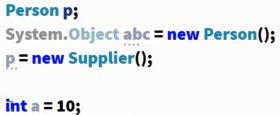 Person p;
System.Object abc = new Person();
p = new Supplier();
int a = 10;